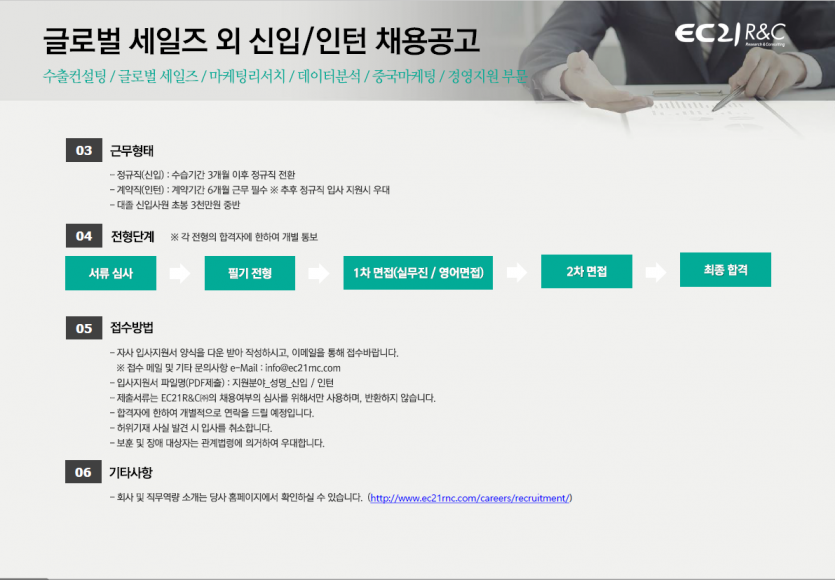 글로벌 세일즈 외 신입/인턴 채용공고
EC21 R&C
Research & Consulting
수출컨설팅 / 글로벌 세일즈 / 마케팅리서치 / 데이터분석 / 중국마케팅 / 경영지원 부문
03 근무형태
- 정규직(신입) : 수습기간 3개월 이후 정규직 전환
- 계약직(인턴) : 계약기간 6개월 근무 필수 ※ 추후 정규직 입사 지원시 우대
- 대졸 신입사원 초봉 3천만원 중반
04 전형단계 ※ 각 전형의 합격자에 한하여 개별 통보
서류 심사 필기 전형 1차 면접(실무진 / 영어면접) 2차 면접 최종 합격
05 접수방법
- 자사 입사지원서 양식을 다운 받아 작성하시고, 이메일을 통해 접수바랍니다.
※ 접수 메일 및 기타 문의사항 e-Mail : info@ec21rnc.com
- 입사지원서 파일명(PDF제출) : 지원분야_성명_신입 / 인턴
- 제출서류는 EC21R&C㈜의 채용여부의 심사를 위해서만 사용하며, 반환하지 않습니다.
- 합격자에 한하여 개별적으로 연락을 드릴 예정입니다.
- 허위기재 사실 발견 시 입사를 취소합니다.
- 보훈 및 장애 대상자는 관계법령에 의거하여 우대합니다.
06 기타사항
- 회사 및 직무역량 소개는 당사 홈페이지에서 확인하실 수 있습니다. (http://www.ec21rnc.com/careers/recruitment/)